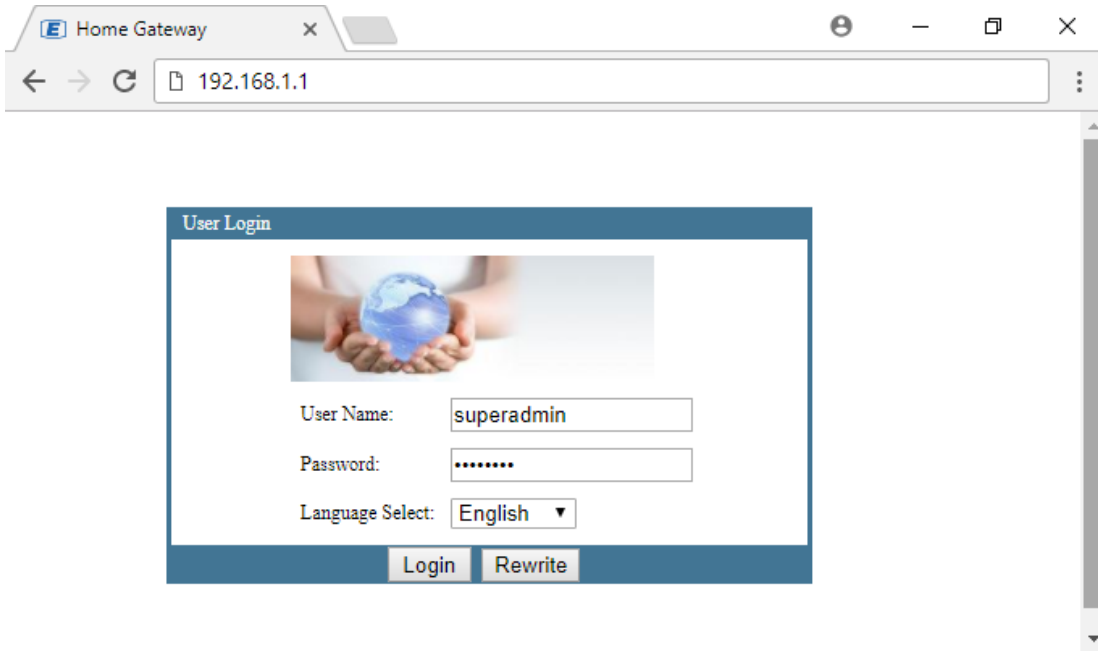 E Home Gateway
192.168.1.1
User Login
User Name: superadmin
Password: ••••••••
Language Select: English
Login Rewrite